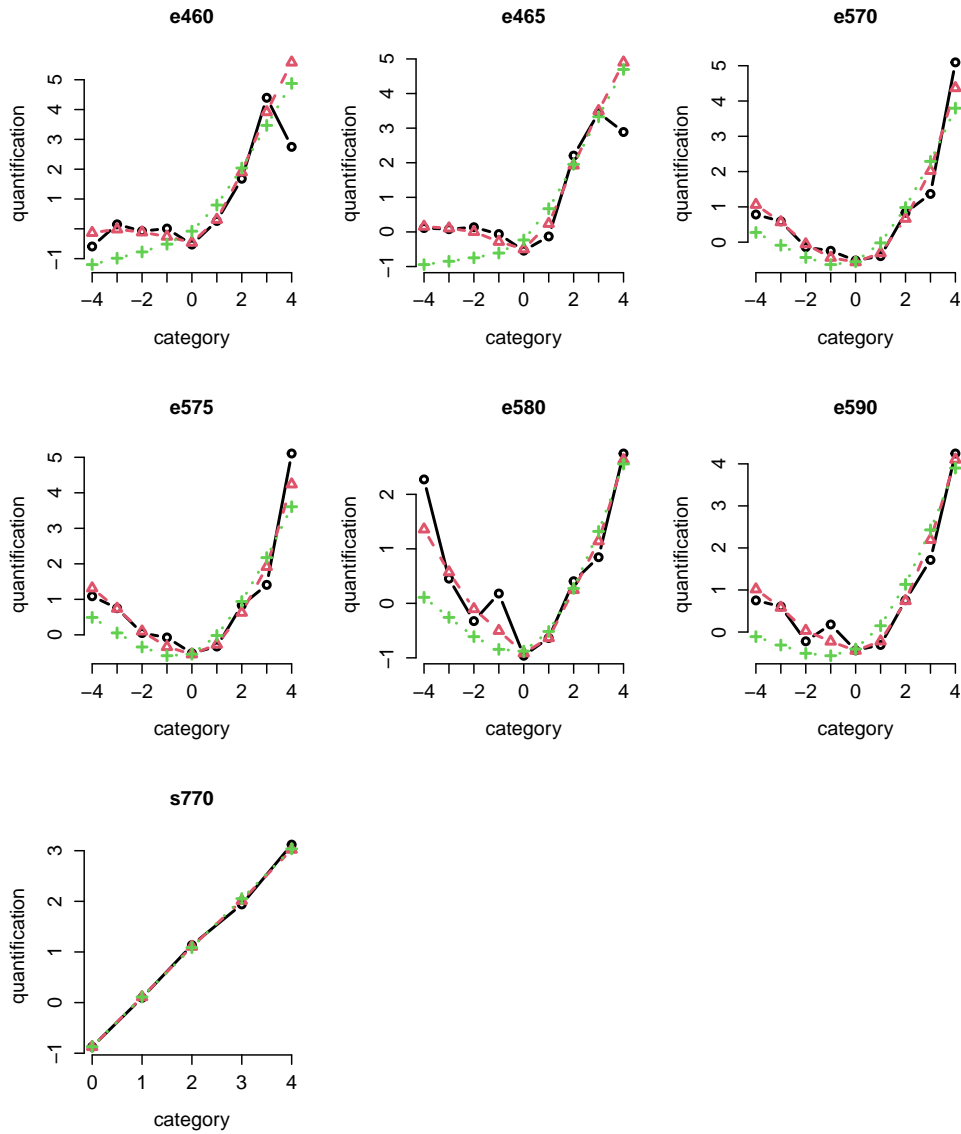 e460
e465
e570
quantification
−1 1 2 3 4 5
−4 −2 0 2 4
category
quantification
−1 0 1 2 3 4 5
−4 −2 0 2 4
category
quantification
0 1 2 3 4 5
−4 −2 0 2 4
category
e575
e580
e590
quantification
0 1 2 3 4 5
−4 −2 0 2 4
category
quantification
−1 0 1 2
−4 −2 0 2 4
category
quantification
0 1 2 3 4
−4 −2 0 2 4
category
s770
quantification
−1 0 1 2 3
0 1 2 3 4
category